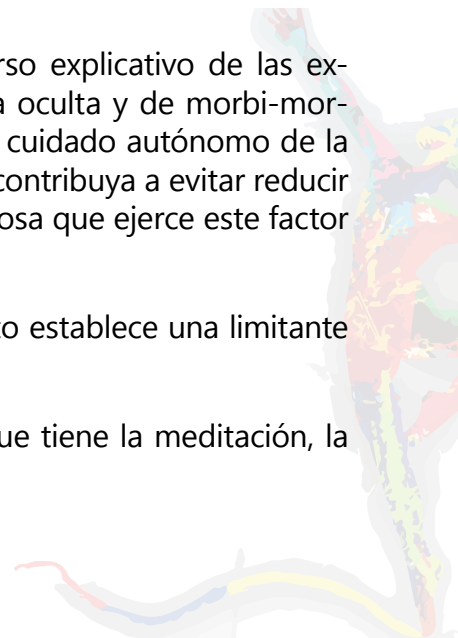 rso explicativo de las ex-
a oculta y de morbi-mor-
cuidado autónomo de la
contribuya a evitar reducir
osa que ejerce este factor
to establece una limitante
ue tiene la meditación, la